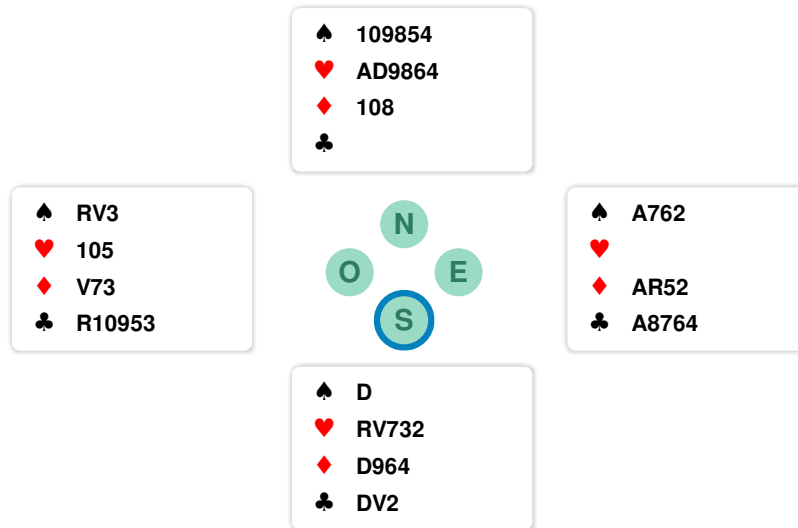 ♠ 109854
♥ AD9864
♦ 108
♣
♠ RV3
♥ 105
♦ V73
♣ R10953
N
O E
S
♠ A762
♥
♦ AR52
♣ A8764
♠ D
♥ RV732
♦ D964
♣ DV2